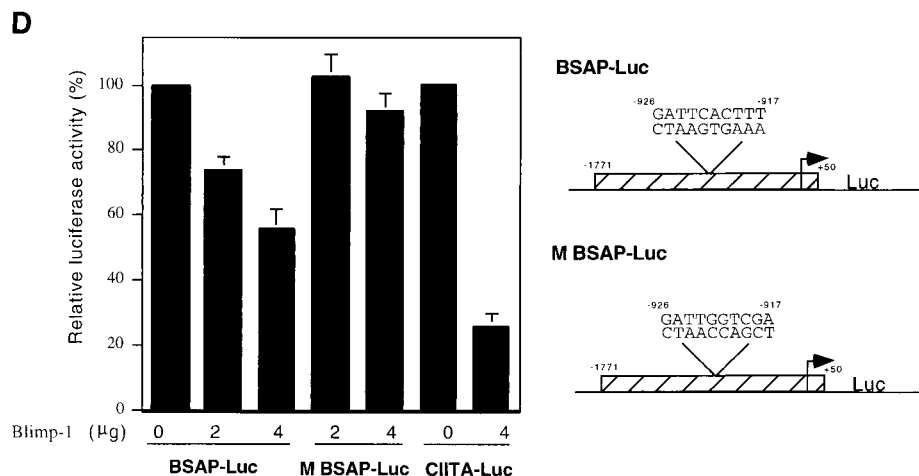 D
Relative luciferase activity (%)
100
80
60
40
20
0
Blimp-1 (µg) 0 2 4 2 4 0 4
BSAP-Luc M BSAP-Luc CIITA-Luc
BSAP-Luc
-926 -917
GATTCACTTT
CTAAGTGAAA
-1771 +50
Luc
M BSAP-Luc
-926 -917
GATTGGTCGA
CTAACCAGCT
-1771 +50
Luc